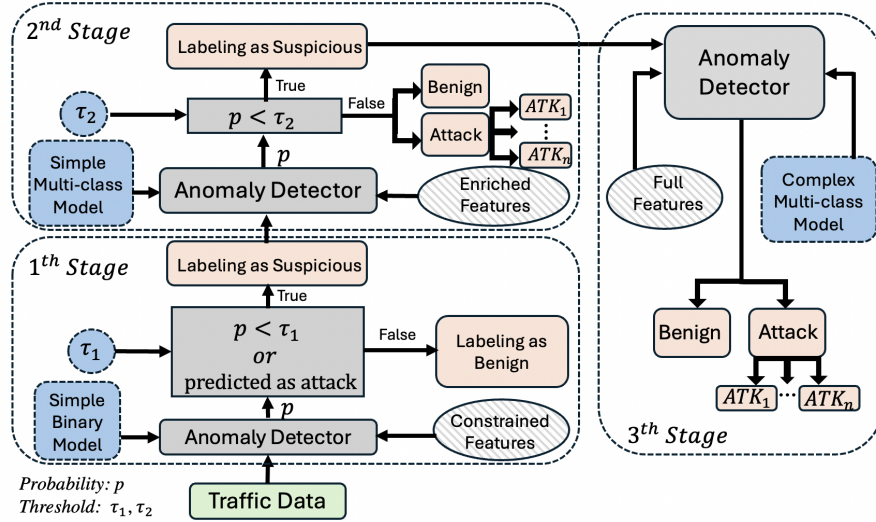 2nd Stage
Labeling as Suspicious
True
τ2
p < τ2
False
Benign
Attack
ATK1
⋮
ATKn
p
Simple
Multi-class
Model
Anomaly Detector
Enriched
Features
1th Stage
Labeling as Suspicious
True
τ1
p < τ1
or
predicted as attack
False
Labeling as
Benign
p
Simple
Binary
Model
Anomaly Detector
Constrained
Features
Probability: p
Threshold: τ1, τ2
Traffic Data
Anomaly
Detector
Full
Features
Complex
Multi-class
Model
Benign
Attack
ATK1 ··· ATKn
3th Stage